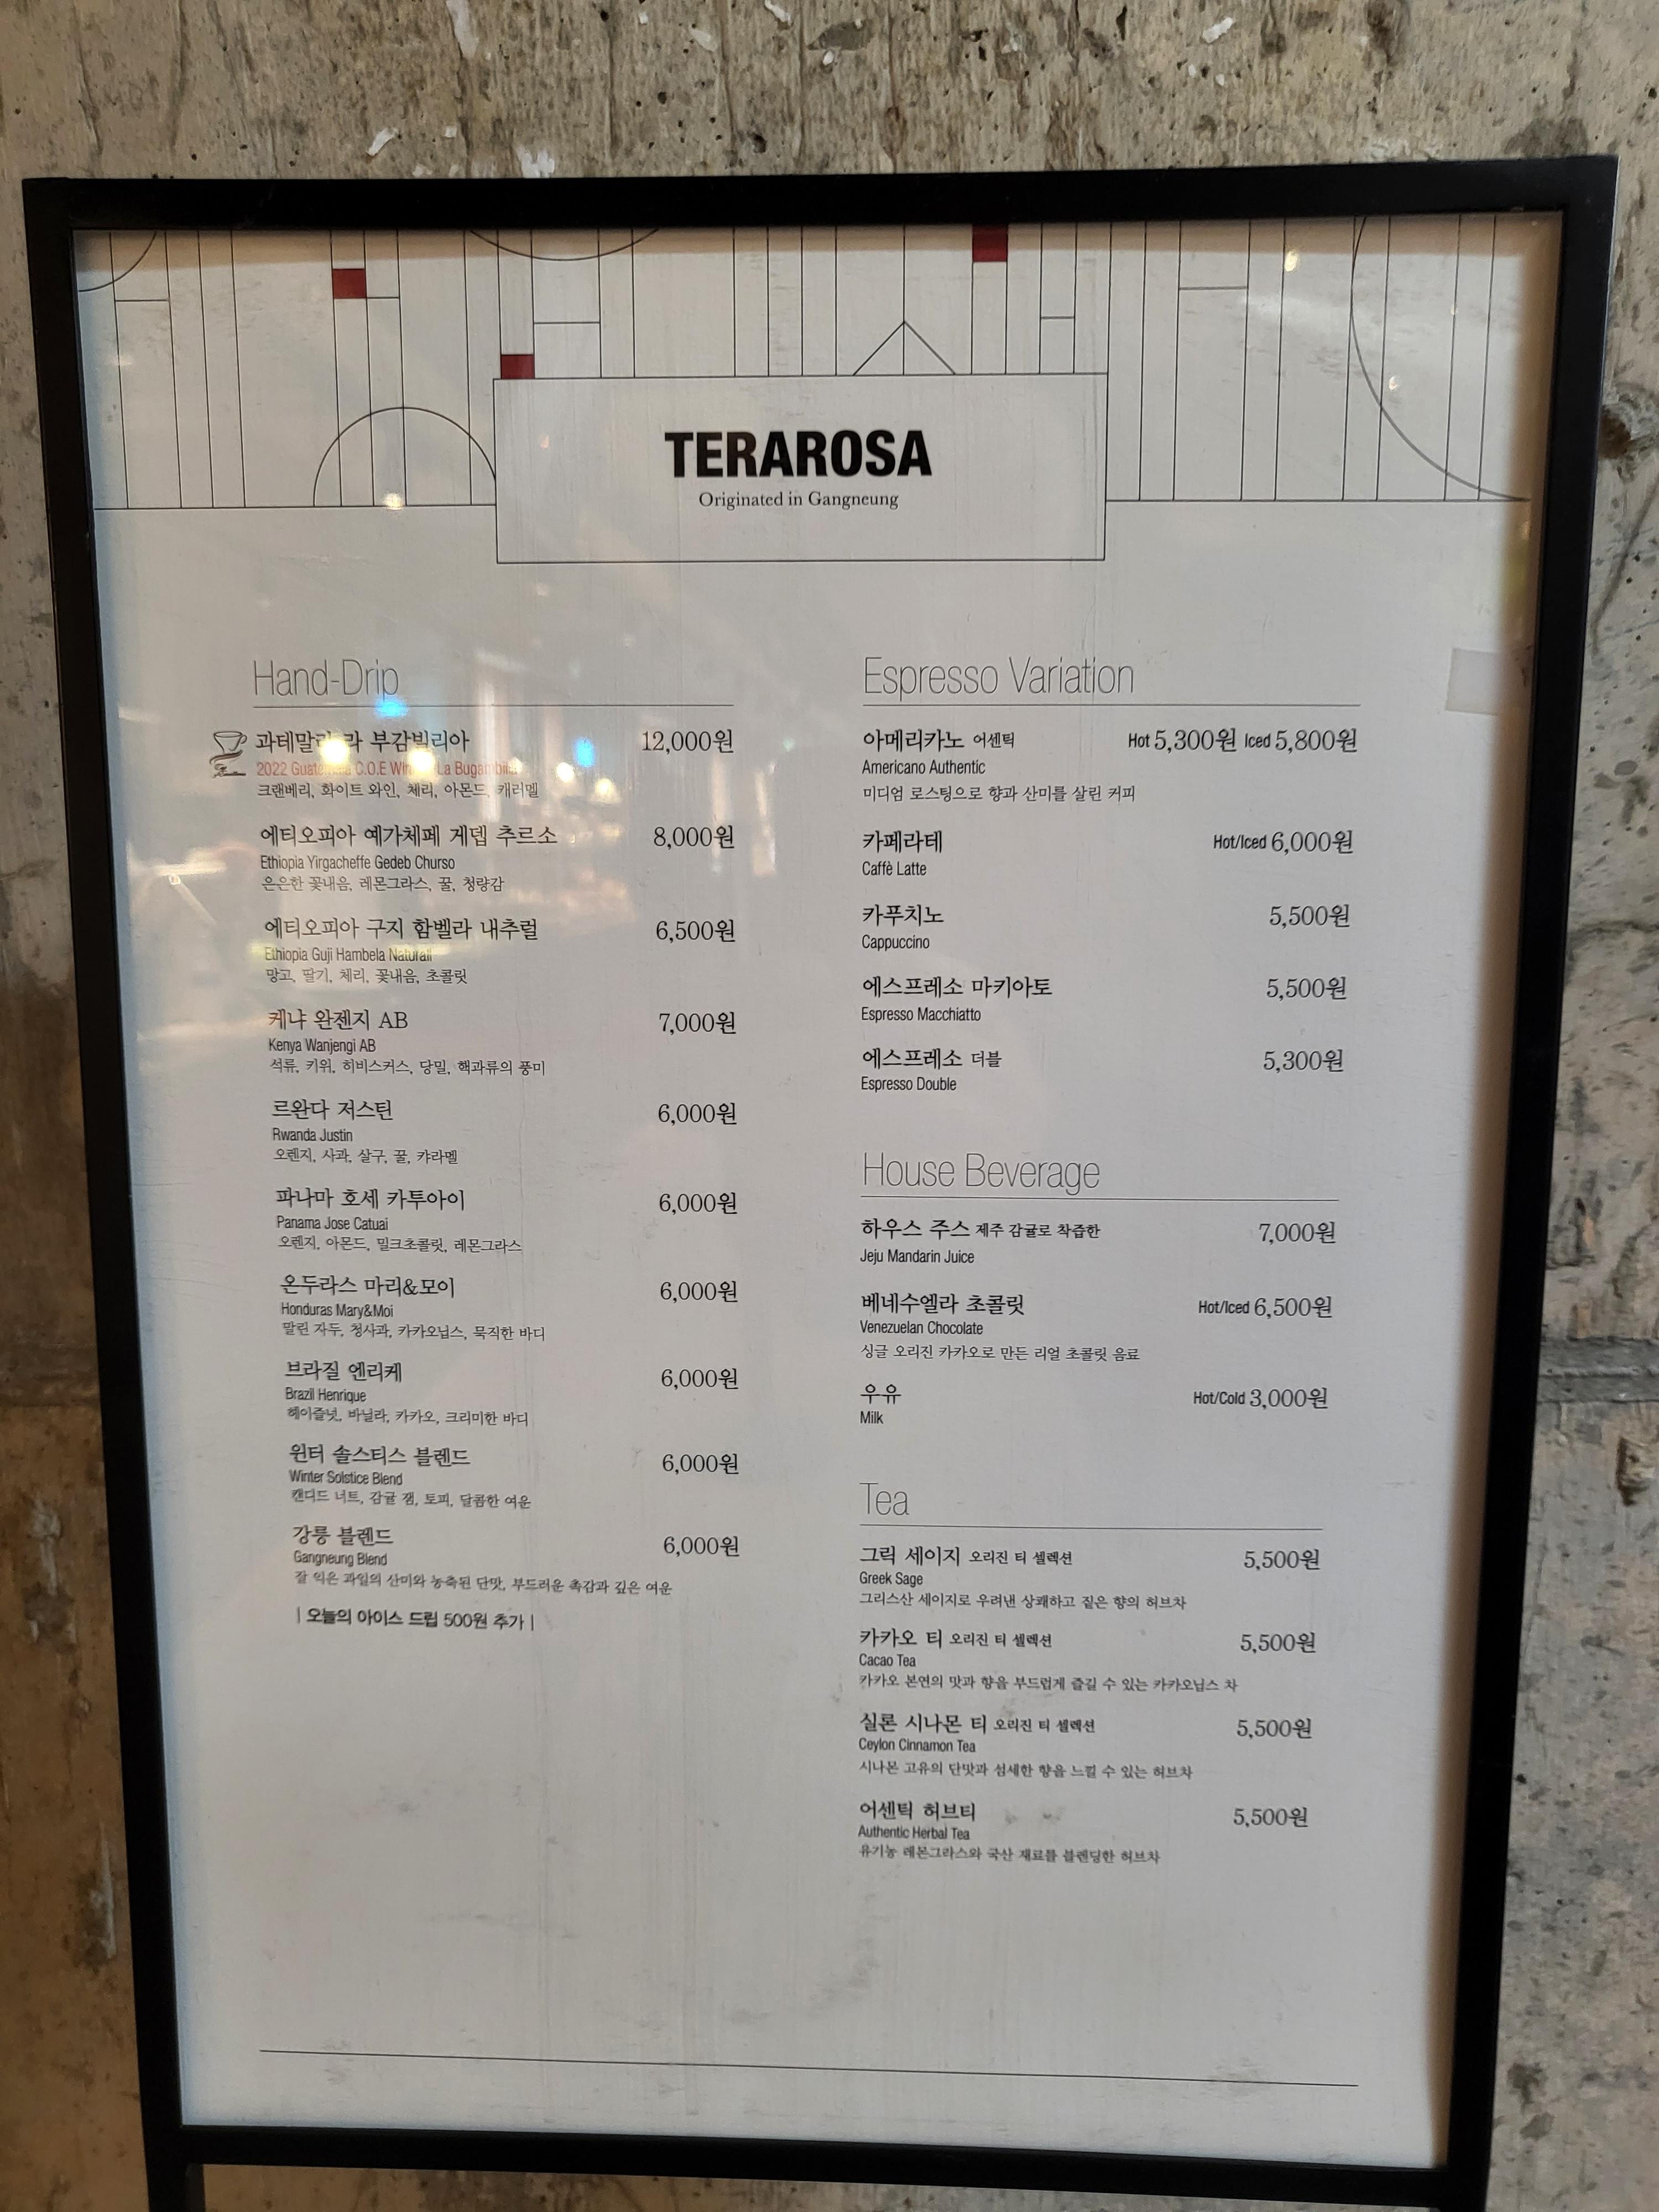 TERAROSA
Originated in Gangneung
Hand-Drip
과테말라 라 부감빌리아 12,000원
2022 Guatemala C.O.E Winner La Bugambilia
크랜베리, 화이트 와인, 체리, 아몬드, 캐러멜
에티오피아 예가체페 게뎁 추르소 8,000원
Ethiopia Yirgacheffe Gedeb Churso
은은한 꽃내음, 레몬그라스, 꿀, 청량감
에티오피아 구지 함벨라 내추럴 6,500원
Ethiopia Guji Hambela Naturall
망고, 딸기, 체리, 꽃내음, 초콜릿
케냐 완젠지 AB 7,000원
Kenya Wanjengi AB
석류, 키위, 히비스커스, 당밀, 핵과류의 풍미
르완다 저스틴 6,000원
Rwanda Justin
오렌지, 사과, 살구, 꿀, 캬라멜
파나마 호세 카투아이 6,000원
Panama Jose Catuai
오렌지, 아몬드, 밀크초콜릿, 레몬그라스
온두라스 마리&모이 6,000원
Honduras Mary&Moi
말린 자두, 청사과, 카카오닙스, 묵직한 바디
브라질 엔리케 6,000원
Brazil Henrique
헤이즐넛, 바닐라, 카카오, 크리미한 바디
윈터 솔스티스 블렌드 6,000원
Winter Solstice Blend
캔디드 너트, 감귤 잼, 토피, 달콤한 여운
강릉 블렌드 6,000원
Gangneung Blend
잘 익은 과일의 산미와 농축된 단맛, 부드러운 촉감과 깊은 여운
| 오늘의 아이스 드립 500원 추가 |
Espresso Variation
아메리카노 어센틱 Hot 5,300원 Iced 5,800원
Americano Authentic
미디엄 로스팅으로 향과 산미를 살린 커피
카페라테 Hot/Iced 6,000원
Caffè Latte
카푸치노 5,500원
Cappuccino
에스프레소 마키아토 5,500원
Espresso Macchiatto
에스프레소 더블 5,300원
Espresso Double
House Beverage
하우스 주스 제주 감귤로 착즙한 7,000원
Jeju Mandarin Juice
베네수엘라 초콜릿 Hot/Iced 6,500원
Venezuelan Chocolate
싱글 오리진 카카오로 만든 리얼 초콜릿 음료
우유 Hot/Cold 3,000원
Milk
Tea
그릭 세이지 오리진 티 셀렉션 5,500원
Greek Sage
그리스산 세이지로 우려낸 상쾌하고 짙은 향의 허브차
카카오 티 오리진 티 셀렉션 5,500원
Cacao Tea
카카오 본연의 맛과 향을 부드럽게 즐길 수 있는 카카오닙스 차
실론 시나몬 티 오리진 티 셀렉션 5,500원
Ceylon Cinnamon Tea
시나몬 고유의 단맛과 섬세한 향을 느낄 수 있는 허브차
어센틱 허브티 5,500원
Authentic Herbal Tea
유기농 레몬그라스와 국산 재료를 블렌딩한 허브차